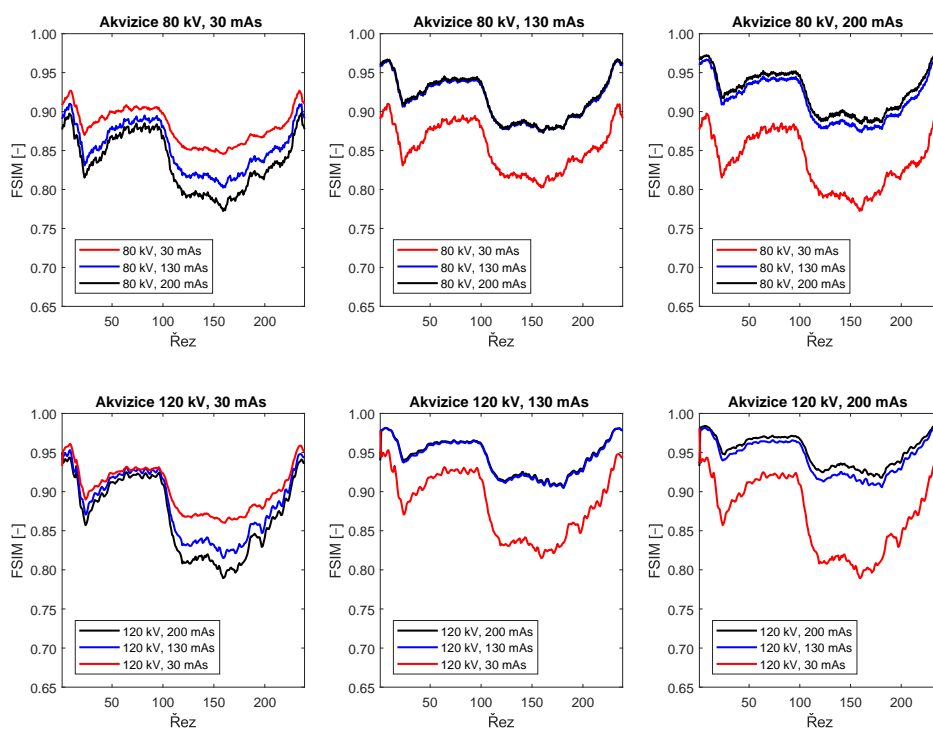 Akvizice 80 kV, 30 mAs
1.00
0.95
0.90
0.85
0.80
0.75
0.70
0.65
FSIM [-]
80 kV, 30 mAs
80 kV, 130 mAs
80 kV, 200 mAs
50 100 150 200
Řez
Akvizice 80 kV, 130 mAs
1.00
0.95
0.90
0.85
0.80
0.75
0.70
0.65
FSIM [-]
80 kV, 30 mAs
80 kV, 130 mAs
80 kV, 200 mAs
50 100 150 200
Řez
Akvizice 80 kV, 200 mAs
1.00
0.95
0.90
0.85
0.80
0.75
0.70
0.65
FSIM [-]
80 kV, 30 mAs
80 kV, 130 mAs
80 kV, 200 mAs
50 100 150 200
Řez
Akvizice 120 kV, 30 mAs
1.00
0.95
0.90
0.85
0.80
0.75
0.70
0.65
FSIM [-]
120 kV, 200 mAs
120 kV, 130 mAs
120 kV, 30 mAs
50 100 150 200
Řez
Akvizice 120 kV, 130 mAs
1.00
0.95
0.90
0.85
0.80
0.75
0.70
0.65
FSIM [-]
120 kV, 200 mAs
120 kV, 130 mAs
120 kV, 30 mAs
50 100 150 200
Řez
Akvizice 120 kV, 200 mAs
1.00
0.95
0.90
0.85
0.80
0.75
0.70
0.65
FSIM [-]
120 kV, 200 mAs
120 kV, 130 mAs
120 kV, 30 mAs
50 100 150 200
Řez